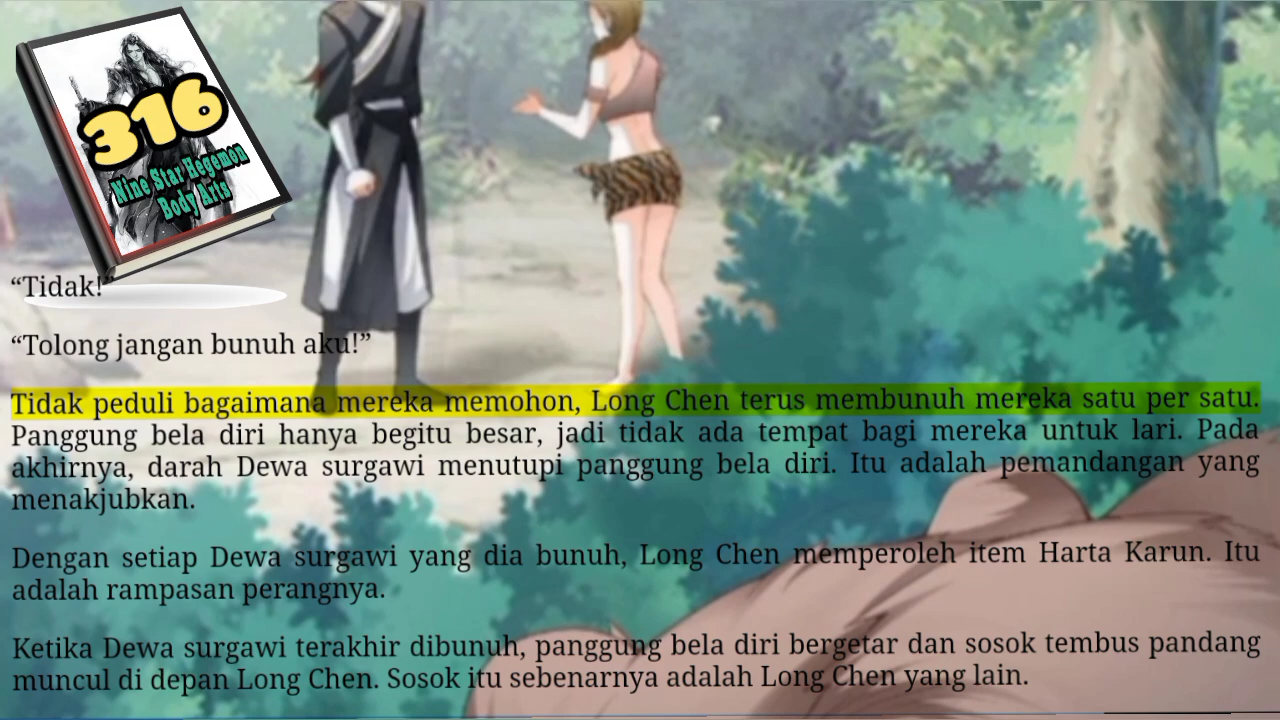 316
Nine Star Hegemon
Body Arts
“Tidak!”
“Tolong jangan bunuh aku!”
Tidak peduli bagaimana mereka memohon, Long Chen terus membunuh mereka satu per satu.
Panggung bela diri hanya begitu besar, jadi tidak ada tempat bagi mereka untuk lari. Pada
akhirnya, darah Dewa surgawi menutupi panggung bela diri. Itu adalah pemandangan yang
menakjubkan.
Dengan setiap Dewa surgawi yang dia bunuh, Long Chen memperoleh item Harta Karun. Itu
adalah rampasan perangnya.
Ketika Dewa surgawi terakhir dibunuh, panggung bela diri bergetar dan sosok tembus pandang
muncul di depan Long Chen. Sosok itu sebenarnya adalah Long Chen yang lain.